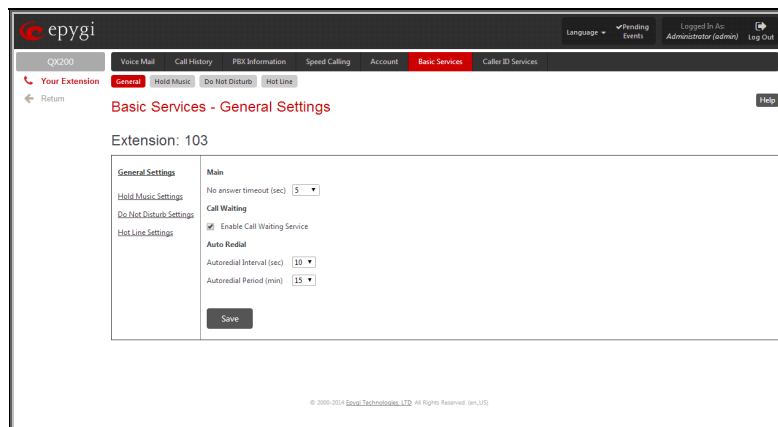 epygi
Language
Pending Events
Logged In As:
Administrator (admin)
Log Out
QX200
Voice Mail
Call History
PBX Information
Speed Calling
Account
Basic Services
Caller ID Services
Your Extension
Return
General
Hold Music
Do Not Disturb
Hot Line
Basic Services - General Settings
Help
Extension: 103
General Settings
Hold Music Settings
Do Not Disturb Settings
Hot Line Settings
Main
No answer timeout (sec) 5
Call Waiting
Enable Call Waiting Service
Auto Redial
Autoredial Interval (sec) 10
Autoredial Period (min) 15
Save
© 2000-2014 Epygi Technologies, LTD. All Rights Reserved. (en_US)